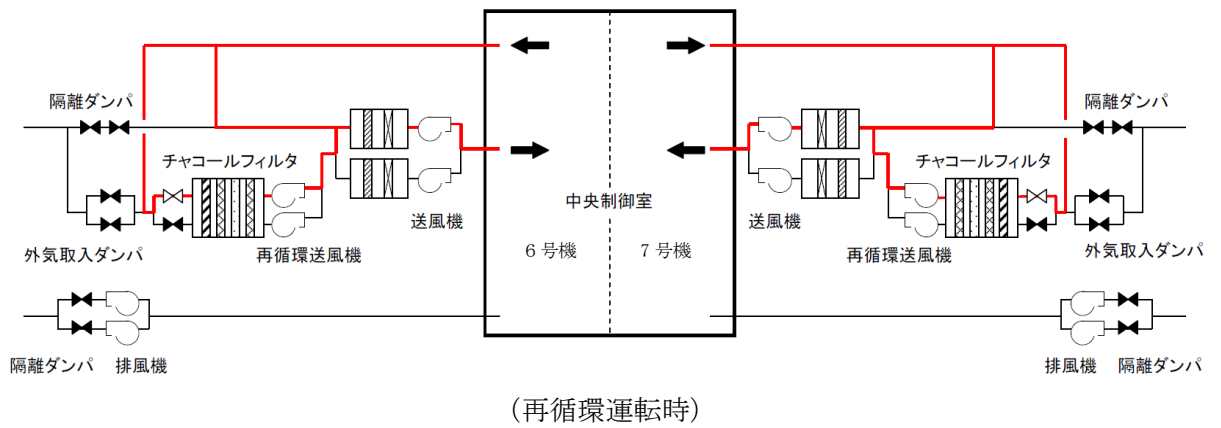 隔離ダンパ
隔離ダンパ
チャコールフィルタ
チャコールフィルタ
中央制御室
送風機
送風機
外気取入ダンパ
再循環送風機
6号機
7号機
再循環送風機
外気取入ダンパ
隔離ダンパ
排風機
排風機
隔離ダンパ
(再循環運転時)